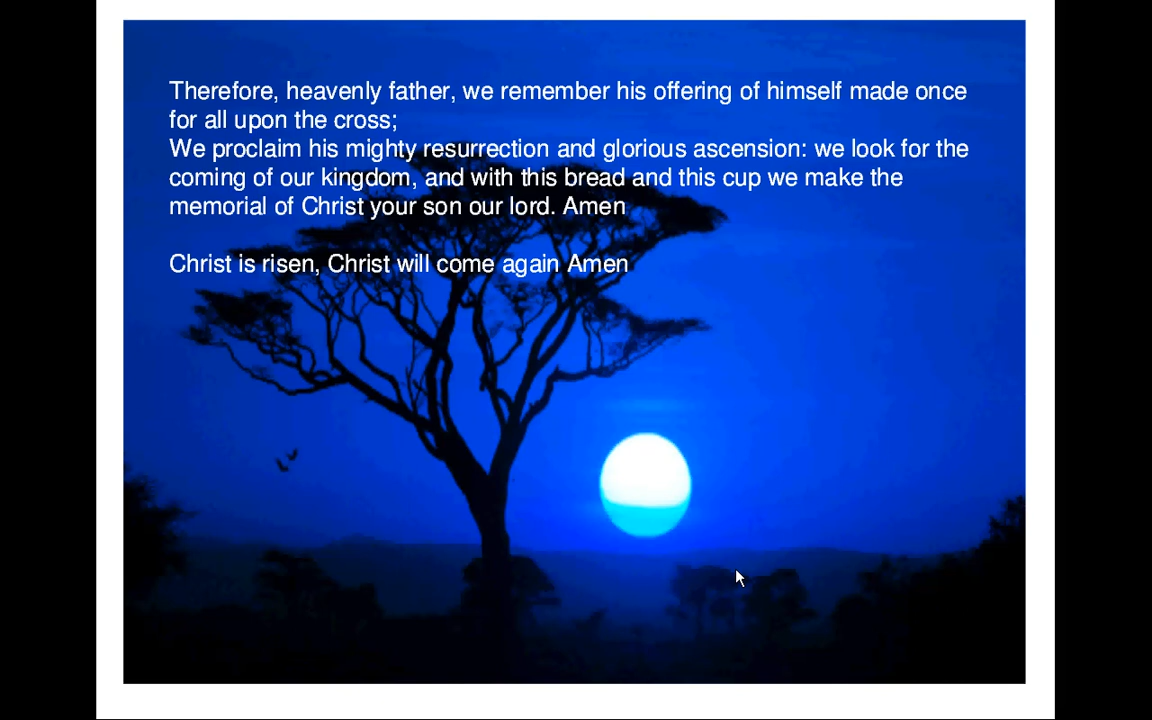 Therefore, heavenly father, we remember his offering of himself made once
for all upon the cross;
We proclaim his mighty resurrection and glorious ascension: we look for the
coming of our kingdom, and with this bread and this cup we make the
memorial of Christ your son our lord. Amen
Christ is risen, Christ will come again Amen